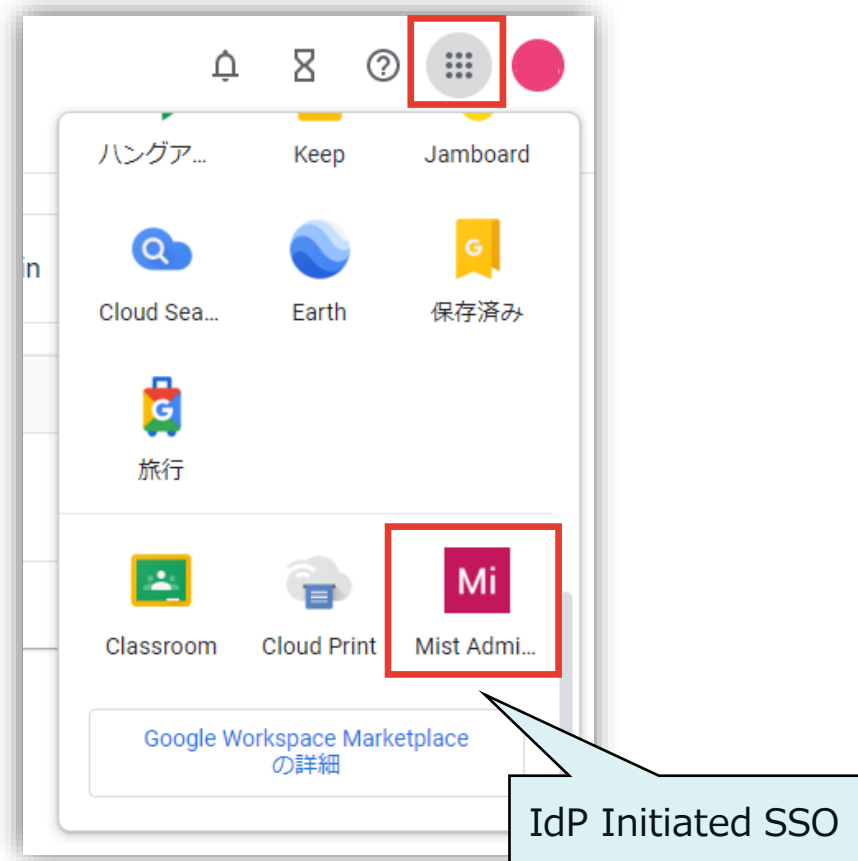 ハングア...
Keep
Jamboard
in
G
Cloud Sea...
Earth
保存済み
G
旅行
Mi
Classroom
Cloud Print
Mist Admi...
Google Workspace Marketplace
の詳細
IdP Initiated SSO